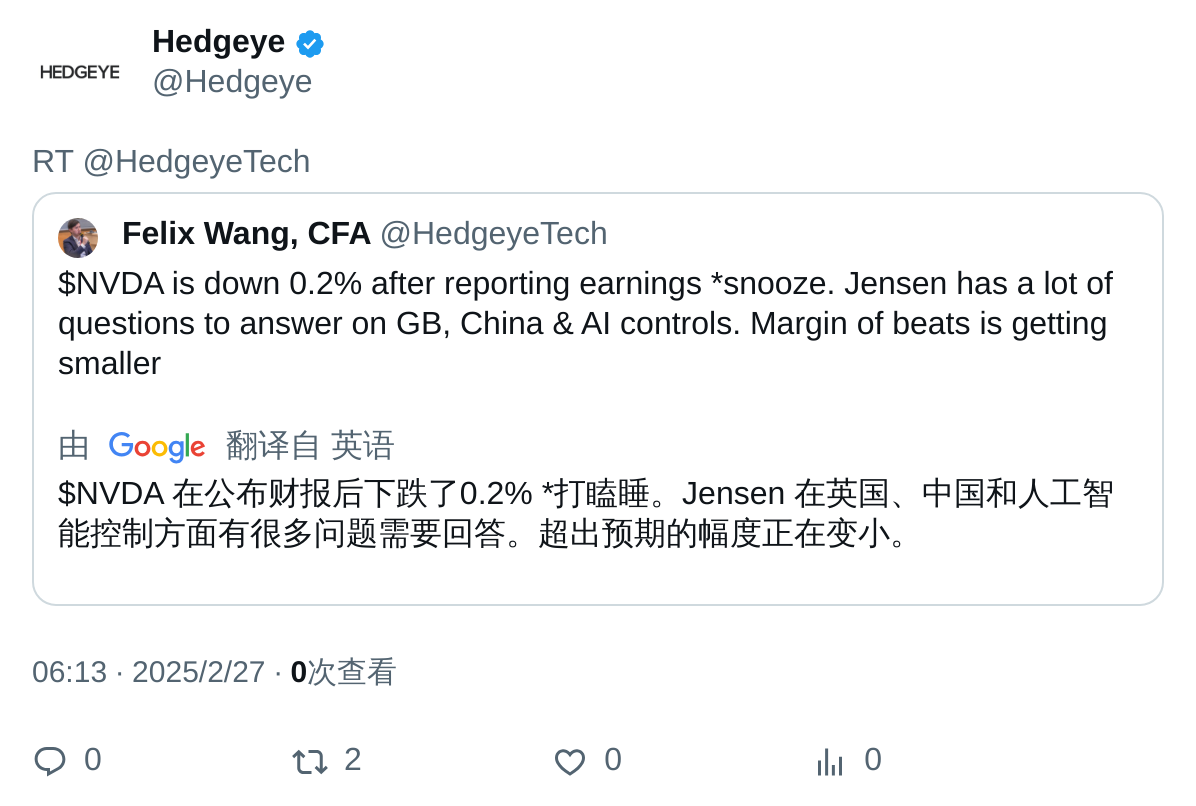 Hedgeye
HEDGEYE
@Hedgeye
RT @HedgeyeTech
Felix Wang, CFA @HedgeyeTech
$NVDA is down 0.2% after reporting earnings *snooze. Jensen has a lot of
questions to answer on GB, China & AI controls. Margin of beats is getting
smaller
由 Google 翻译自 英语
$NVDA 在公布财报后下跌了0.2% *打瞌睡。Jensen 在英国、中国和人工智
能控制方面有很多问题需要回答。超出预期的幅度正在变小。
06:13 · 2025/2/27 · 0次查看
0 2 0 0